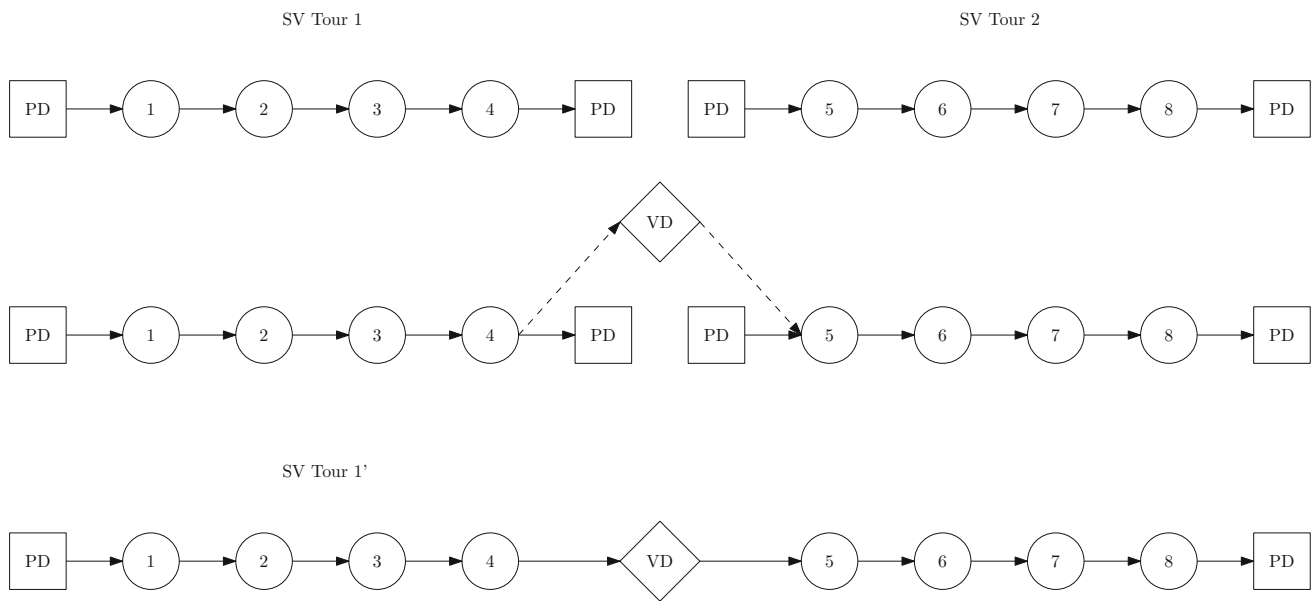 SV Tour 1
SV Tour 2
PD 1 2 3 4 PD
PD 5 6 7 8 PD
VD
PD 1 2 3 4 PD
PD 5 6 7 8 PD
SV Tour 1'
PD 1 2 3 4 VD 5 6 7 8 PD